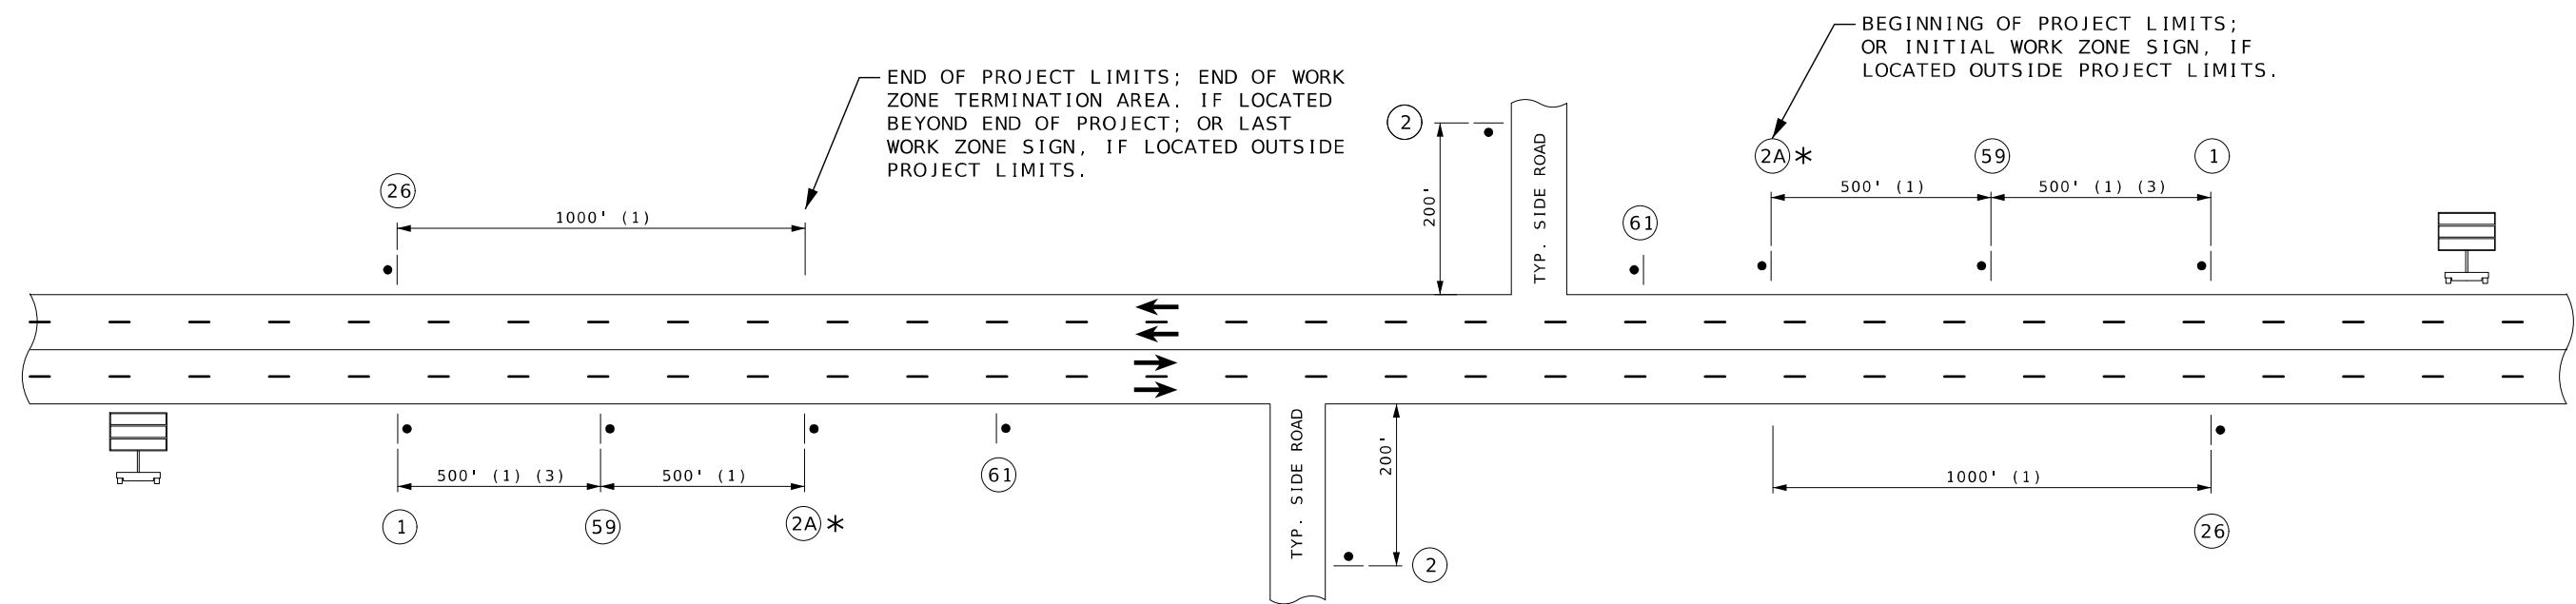 BEGINNING OF PROJECT LIMITS;
OR INITIAL WORK ZONE SIGN, IF
LOCATED OUTSIDE PROJECT LIMITS.
END OF PROJECT LIMITS; END OF WORK
ZONE TERMINATION AREA. IF LOCATED
BEYOND END OF PROJECT; OR LAST
WORK ZONE SIGN, IF LOCATED OUTSIDE
PROJECT LIMITS.
2
200'
TYP. SIDE ROAD
2A*
59
1
500' (1)
500' (1) (3)
26
1000' (1)
61
500' (1) (3)
500' (1)
1
59
2A*
61
TYP. SIDE ROAD
200'
2
1000' (1)
26